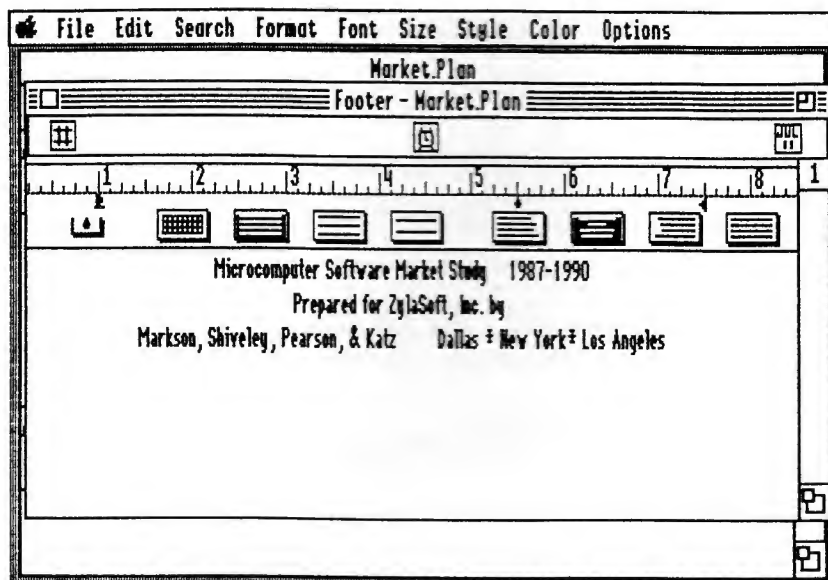 File Edit Search Format Font Size Style Color Options
Market.Plan
Footer - Market.Plan
JUL
11
1 2 3 4 5 6 7 8 1
Microcomputer Software Market Study 1987-1990
Prepared for ZylaSoft, Inc. by
Markson, Shiveley, Pearson, & Katz Dallas ‡ New York‡ Los Angeles